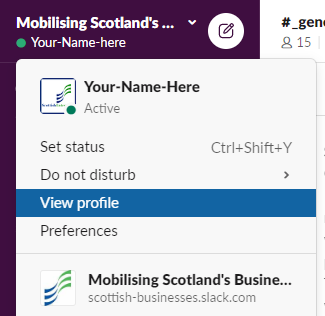 Mobilising Scotland's ...
#_gene
Your-Name-here
15
Your-Name-Here
Active
Set status Ctrl+Shift+Y
Do not disturb
View profile
Preferences
Mobilising Scotland's Busine...
scottish-businesses.slack.com